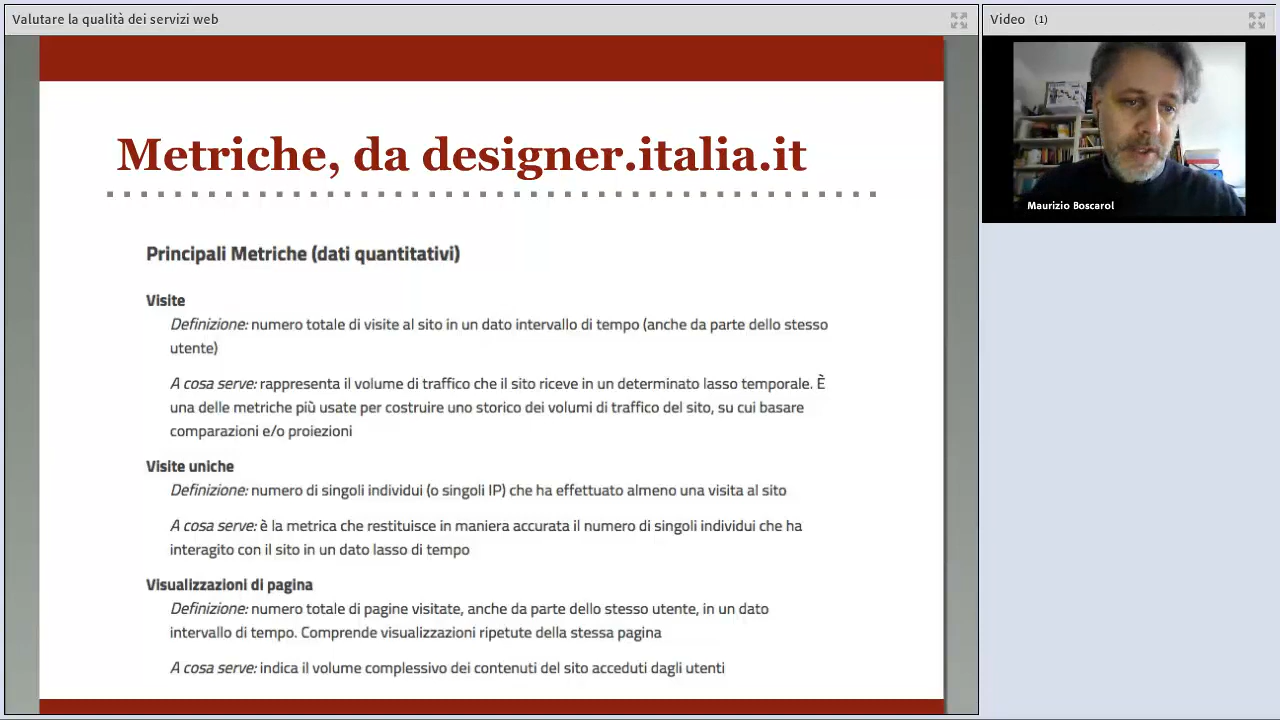 Valutare la qualità dei servizi web
Video (1)
Maurizio Boscarol
Metriche, da designer.italia.it
Principali Metriche (dati quantitativi)
Visite
Definizione: numero totale di visite al sito in un dato intervallo di tempo (anche da parte dello stesso
utente)
A cosa serve: rappresenta il volume di traffico che il sito riceve in un determinato lasso temporale. È
una delle metriche più usate per costruire uno storico dei volumi di traffico del sito, su cui basare
comparazioni e/o proiezioni
Visite uniche
Definizione: numero di singoli individui (o singoli IP) che ha effettuato almeno una visita al sito
A cosa serve: è la metrica che restituisce in maniera accurata il numero di singoli individui che ha
interagito con il sito in un dato lasso di tempo
Visualizzazioni di pagina
Definizione: numero totale di pagine visitate, anche da parte dello stesso utente, in un dato
intervallo di tempo. Comprende visualizzazioni ripetute della stessa pagina
A cosa serve: indica il volume complessivo dei contenuti del sito acceduti dagli utenti